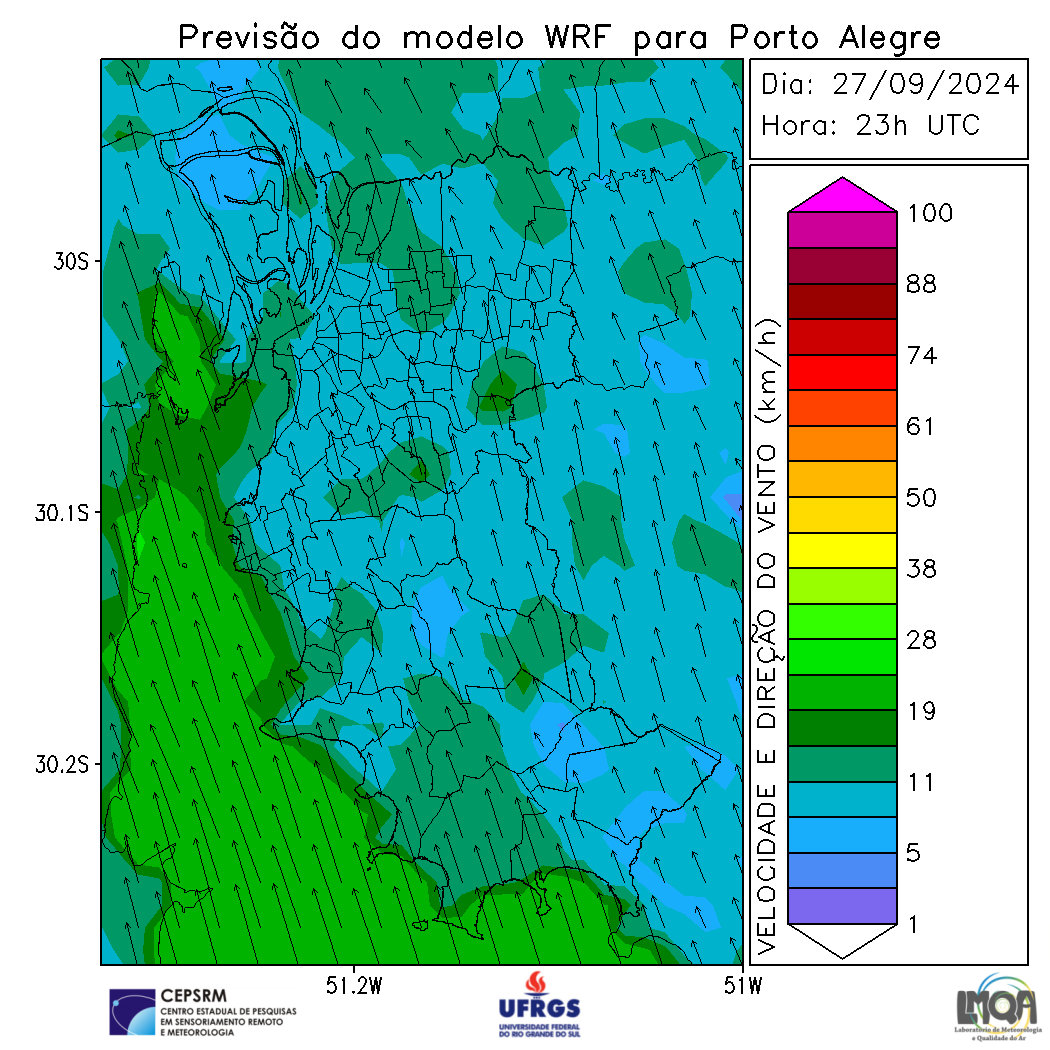 Previsão do modelo WRF para Porto Alegre
Dia: 27/09/2024
Hora: 23h UTC
30S
30.1S
30.2S
51.2W
51W
VELOCIDADE E DIREÇÃO DO VENTO (km/h)
100
88
74
61
50
38
28
19
11
5
1
CEPSRM
CENTRO ESTADUAL DE PESQUISAS
EM SENSORIAMENTO REMOTO
E METEOROLOGIA
UFRGS
UNIVERSIDADE FEDERAL
DO RIO GRANDE DO SUL
LMQA
Laboratório de Meteorologia
e Qualidade do Ar